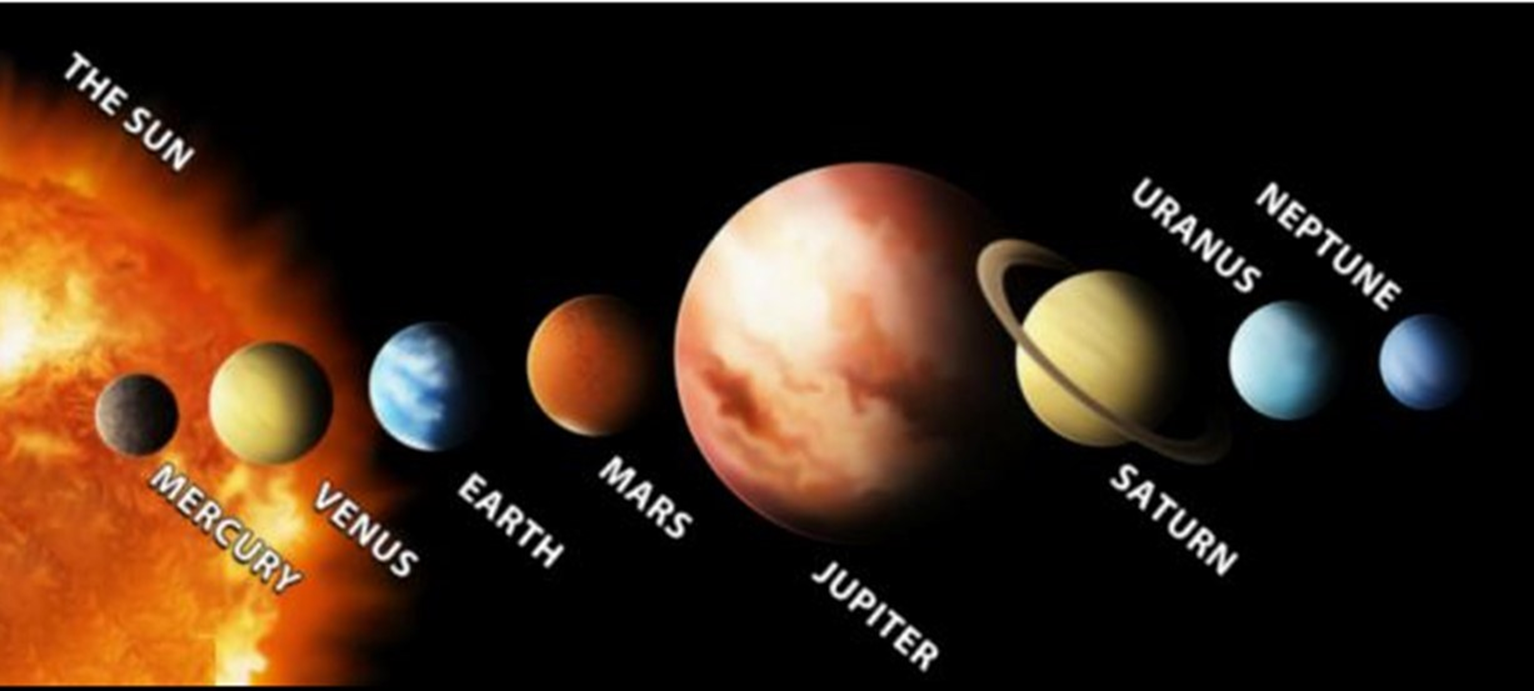 THE SUN
MERCURY
VENUS
EARTH
MARS
JUPITER
SATURN
URANUS
NEPTUNE